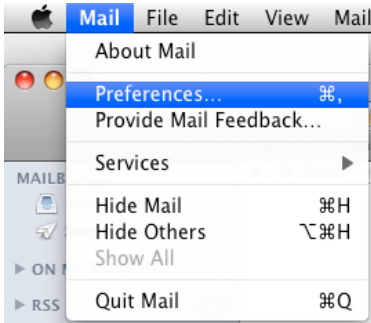 Mail File Edit View Mail
About Mail
Preferences... ⌘,
Provide Mail Feedback...
Services ▶
MAILB
Hide Mail ⌘H
Hide Others ⌥⌘H
Show All
ON
RSS
Quit Mail ⌘Q